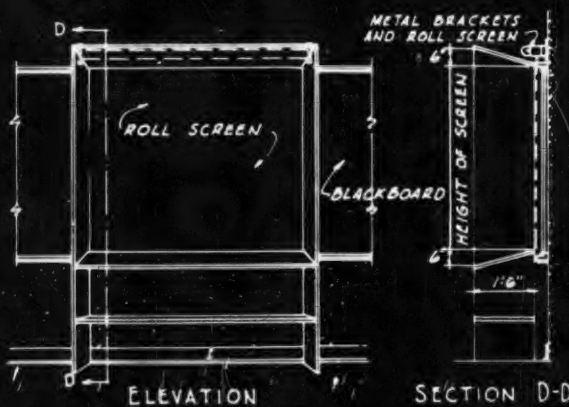 D
METAL BRACKETS
AND ROLL SCREEN
6"
ROLL SCREEN
HEIGHT OF SCREEN
BLACKBOARD
6"
1'6"
D
ELEVATION
SECTION D-D